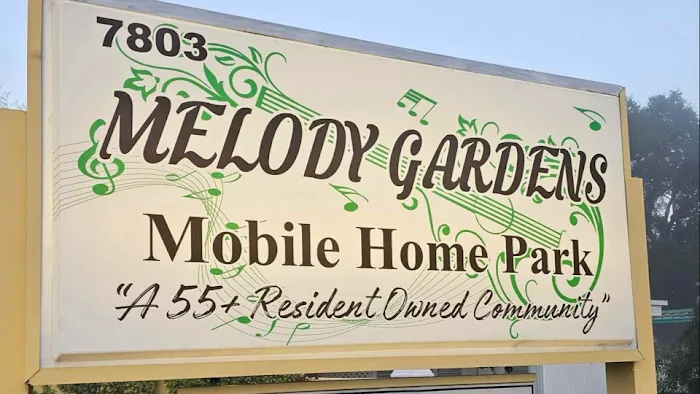 7803
MELODY GARDENS
Mobile Home Park
"A 55+ Resident Owned Community"